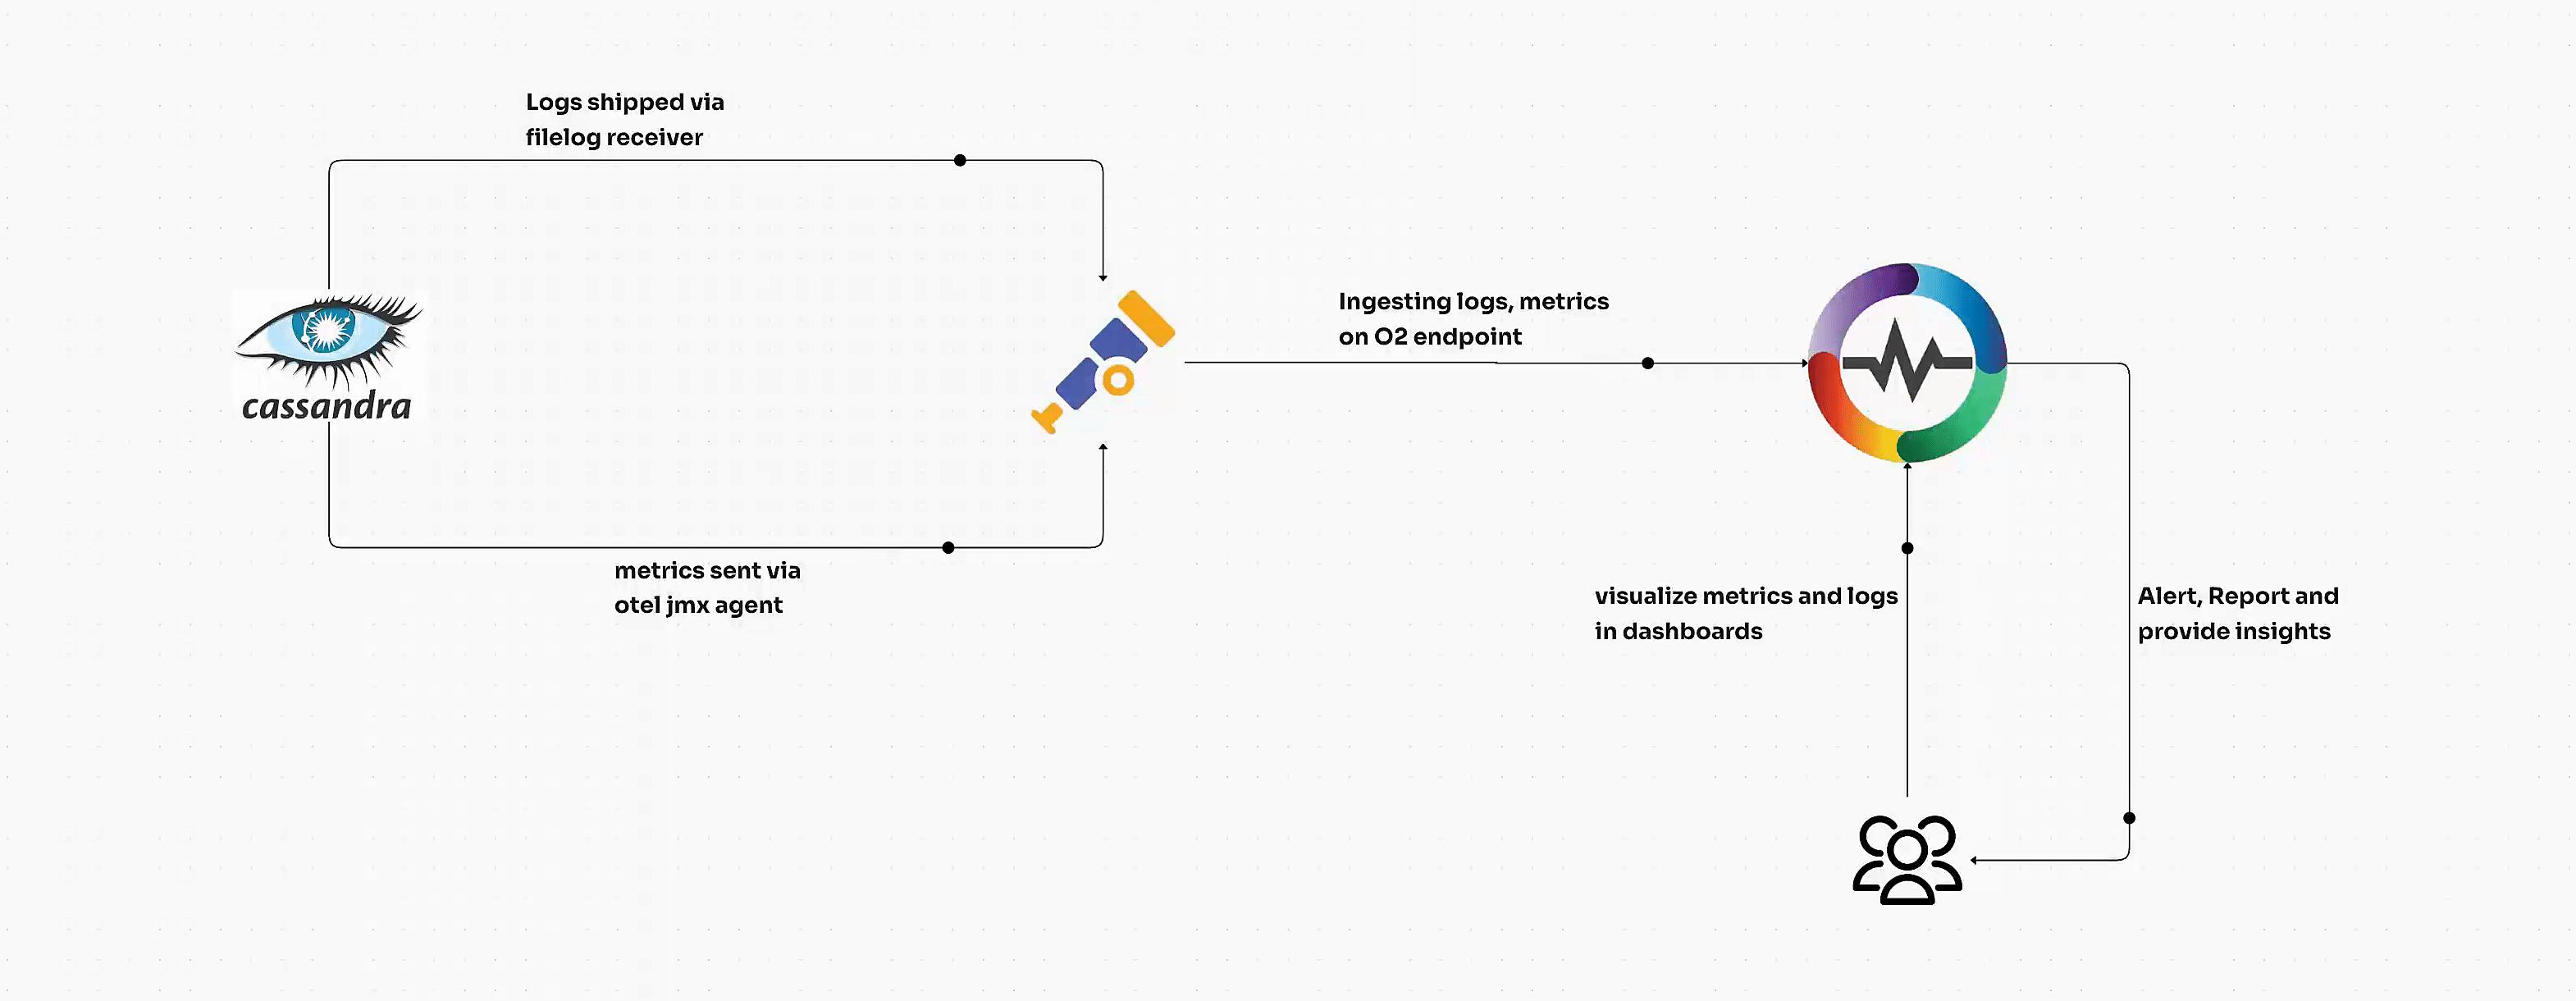 Logs shipped via
filelog receiver
cassandra
Ingesting logs, metrics
on O2 endpoint
metrics sent via
otel jmx agent
visualize metrics and logs
in dashboards
Alert, Report and
provide insights